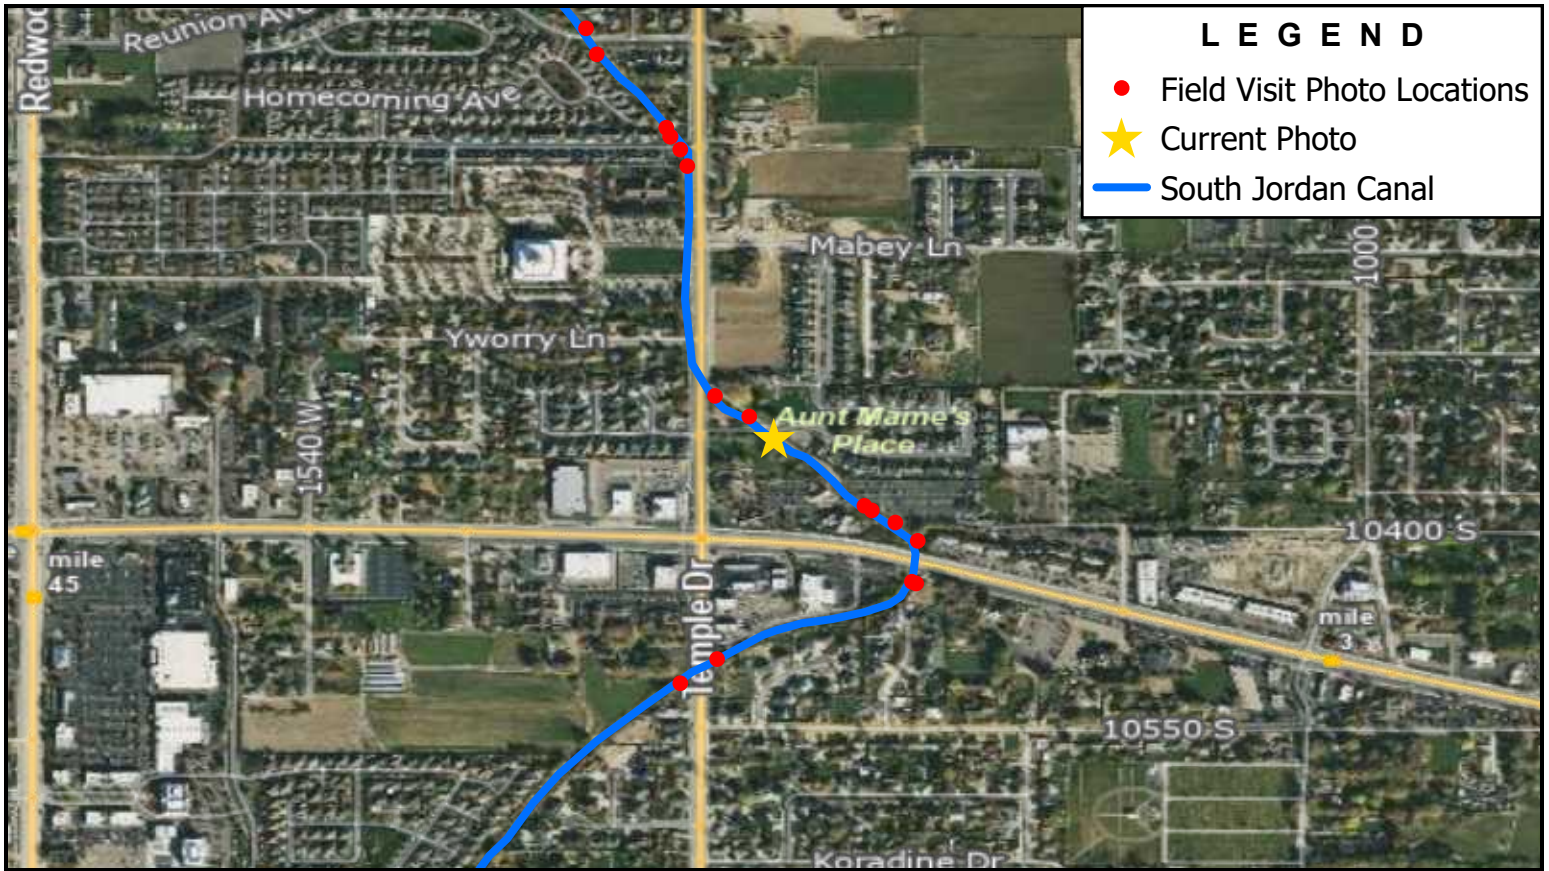 Reunion Ave
Redwoo
Homecoming Ave
L E G E N D
Field Visit Photo Locations
Current Photo
South Jordan Canal
Mabey Ln
1000
Yworry Ln
1540 W
Aunt Mame's
Place
10400 S
mile
45
Temple Dr
mile
3
10550 S
Koradine Dr